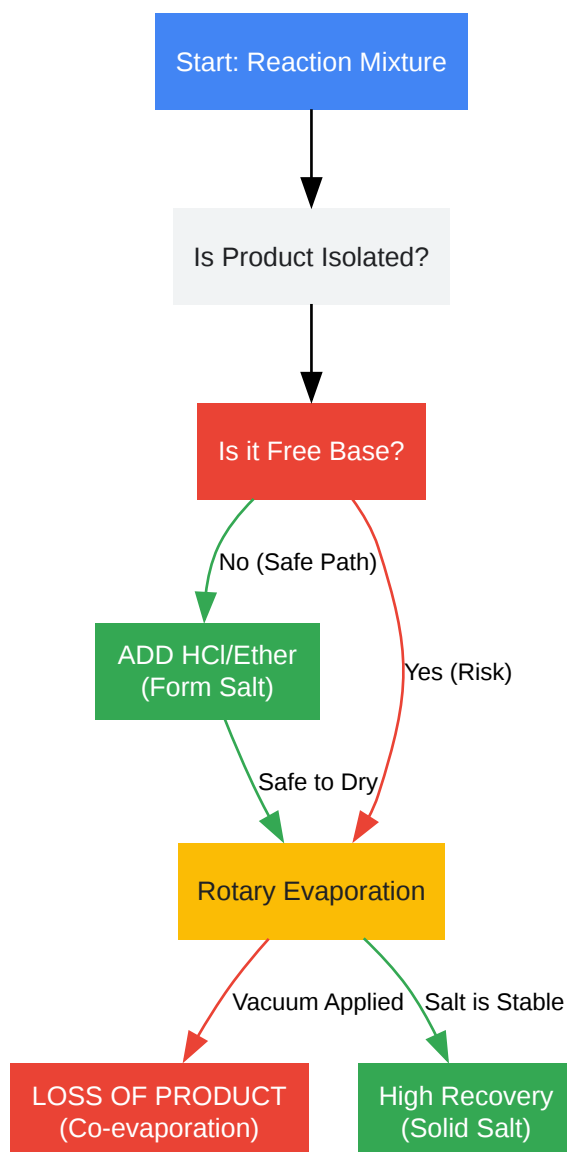 Start: Reaction Mixture
Is Product Isolated?
Is it Free Base?
No (Safe Path)
ADD HCl/Ether
(Form Salt)
Yes (Risk)
Safe to Dry
Rotary Evaporation
Vacuum Applied
Salt is Stable
LOSS OF PRODUCT
(Co-evaporation)
High Recovery
(Solid Salt)